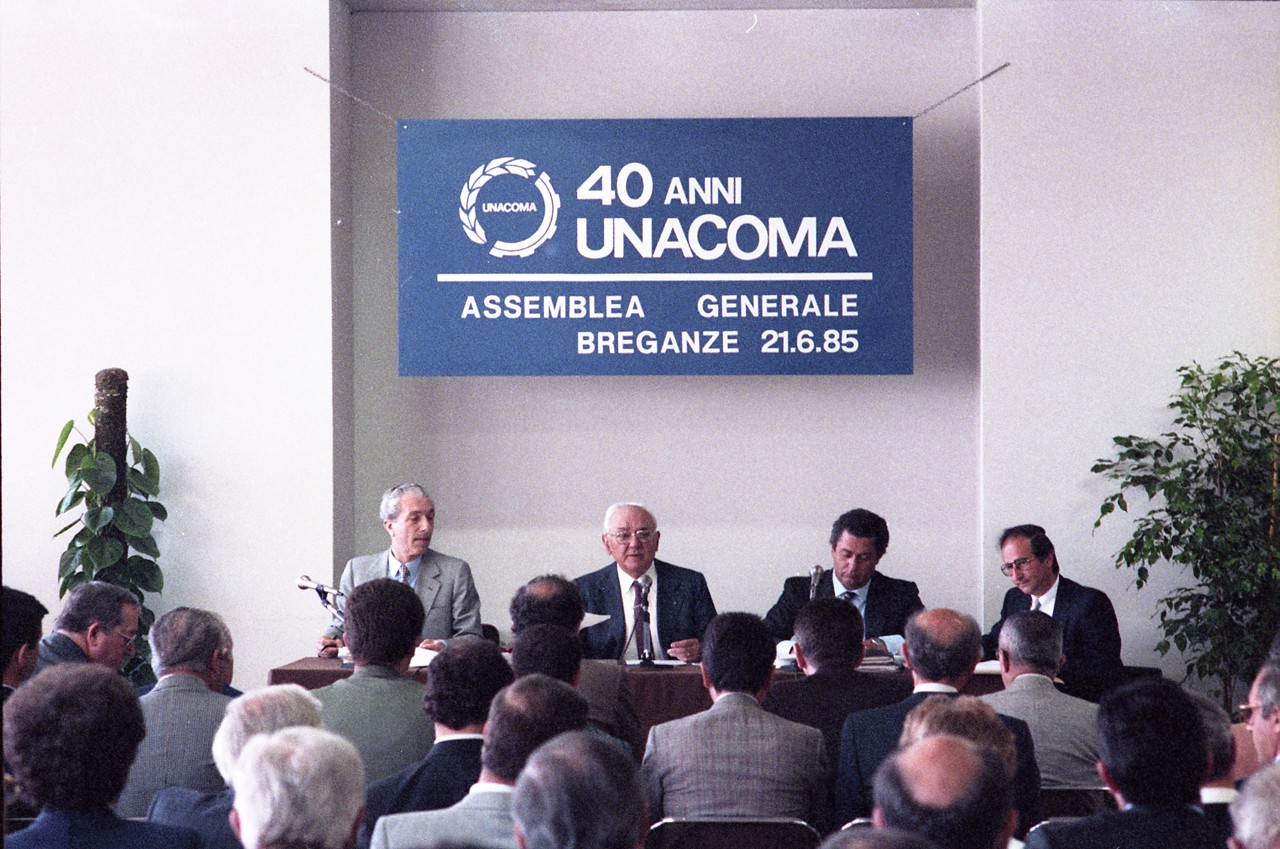 UNACOMA
40 ANNI
UNACOMA
ASSEMBLEA GENERALE
BREGANZE 21.6.85